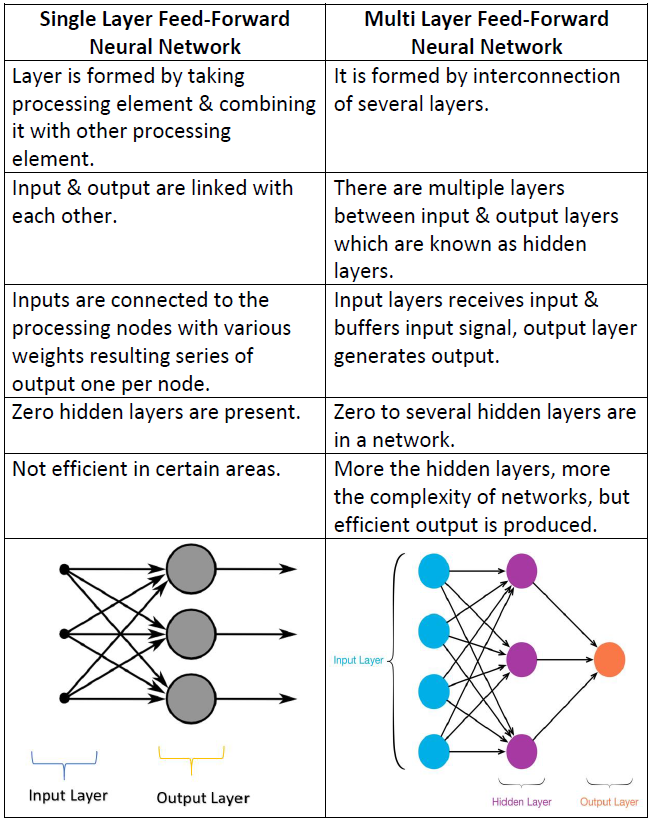 Single Layer Feed-Forward
Neural Network
Multi Layer Feed-Forward
Neural Network
Layer is formed by taking
processing element & combining
it with other processing
element.
It is formed by interconnection
of several layers.
Input & output are linked with
each other.
There are multiple layers
between input & output layers
which are known as hidden
layers.
Inputs are connected to the
processing nodes with various
weights resulting series of
output one per node.
Input layers receives input &
buffers input signal, output layer
generates output.
Zero hidden layers are present.
Zero to several hidden layers are
in a network.
Not efficient in certain areas.
More the hidden layers, more
the complexity of networks, but
efficient output is produced.
Input Layer
Output Layer
Input Layer
Hidden Layer
Output Layer